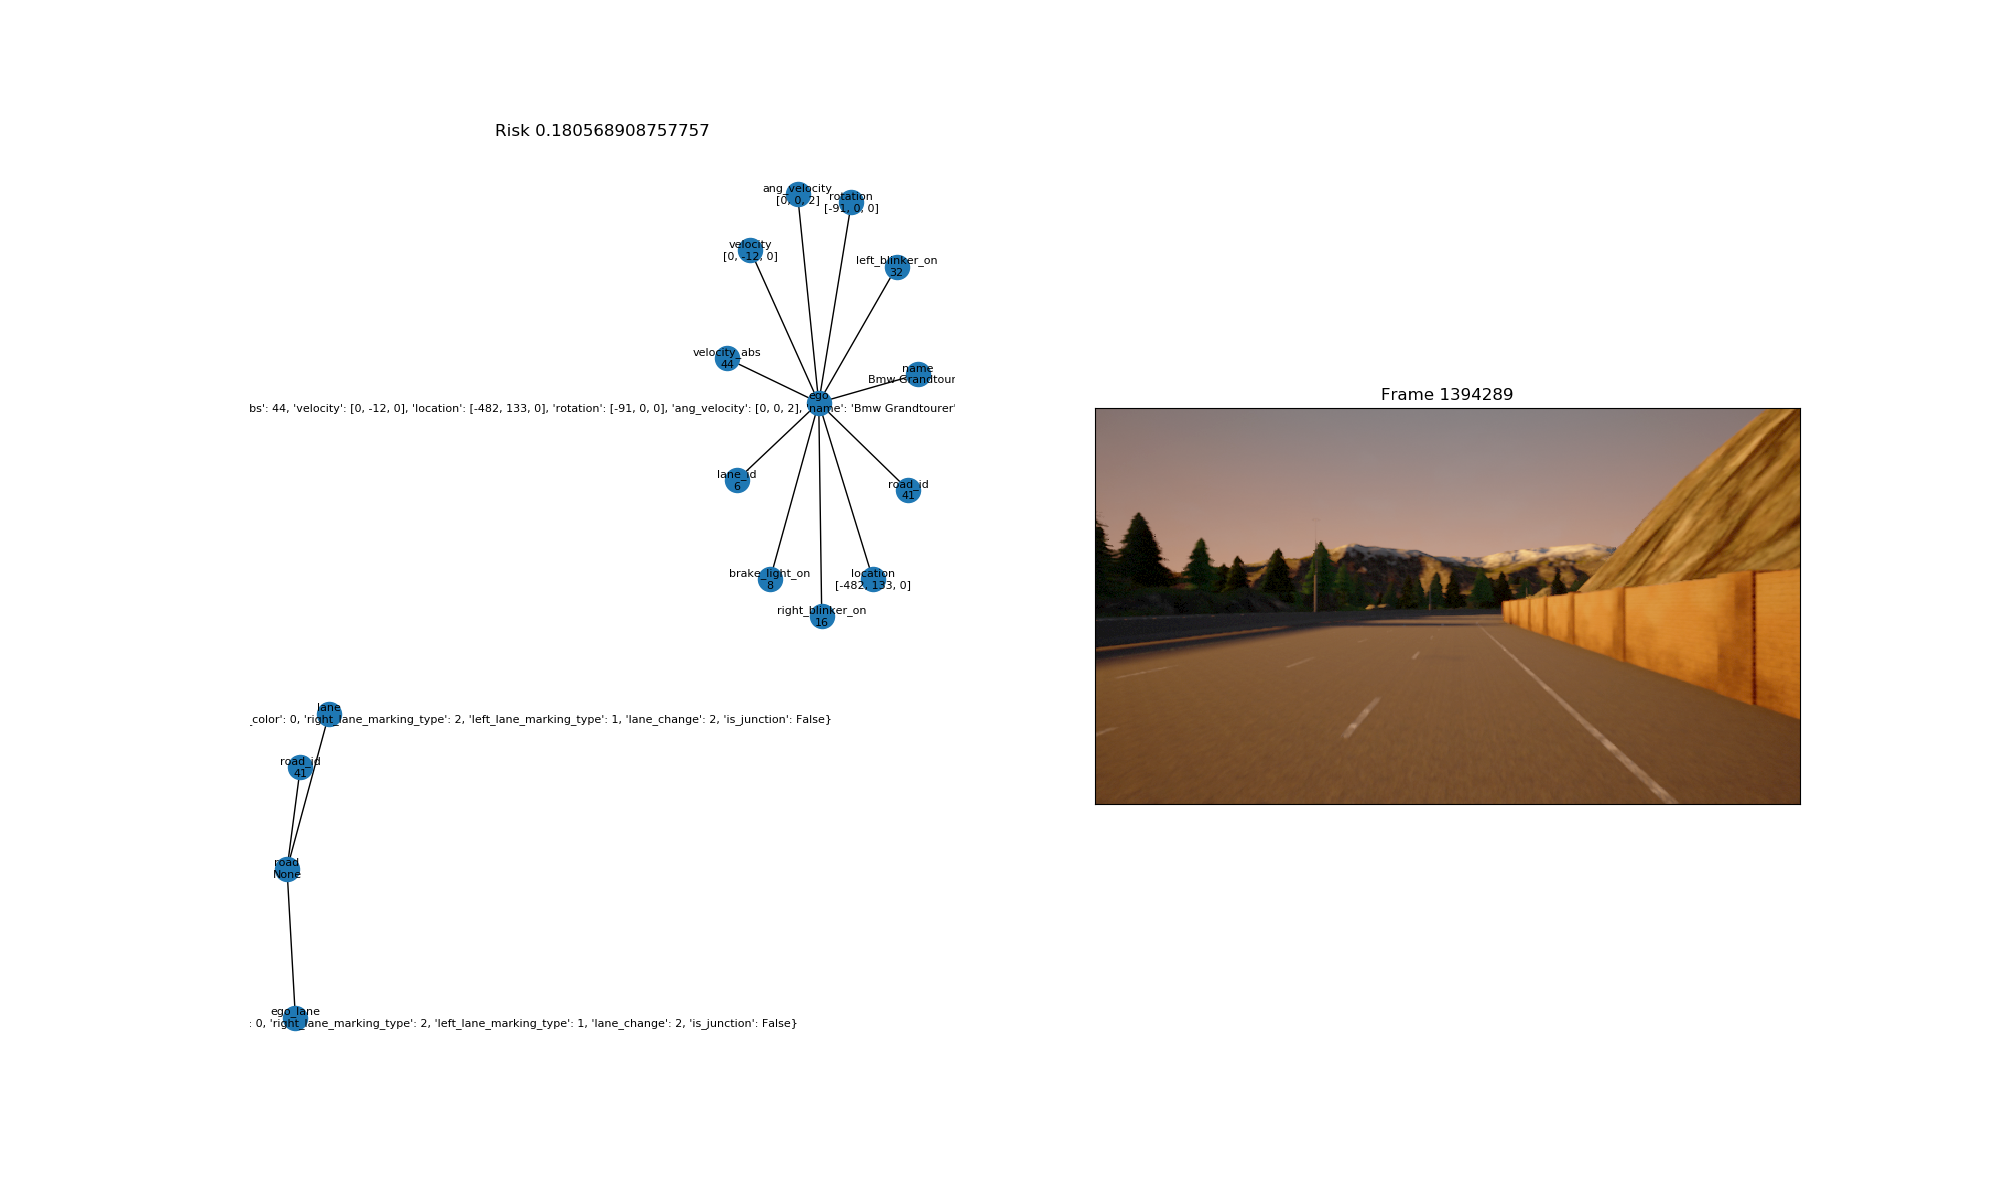 Risk 0.180568908757757
ang_velocity
[0, 0, 2]
rotation
[-91, 0, 0]
velocity
[0, -12, 0]
left_blinker_on
32
velocity_abs
44
name
Bmw Grandtour
ego
bs': 44, 'velocity': [0, -12, 0], 'location': [-482, 133, 0], 'rotation': [-91, 0, 0], 'ang_velocity': [0, 0, 2], 'name': 'Bmw Grandtourer'
lane_id
6
road_id
41
brake_light_on
8
location
[-482, 133, 0]
right_blinker_on
16
lane
_color': 0, 'right_lane_marking_type': 2, 'left_lane_marking_type': 1, 'lane_change': 2, 'is_junction': False}
road_id
41
road
None
ego_lane
: 0, 'right_lane_marking_type': 2, 'left_lane_marking_type': 1, 'lane_change': 2, 'is_junction': False}
Frame 1394289